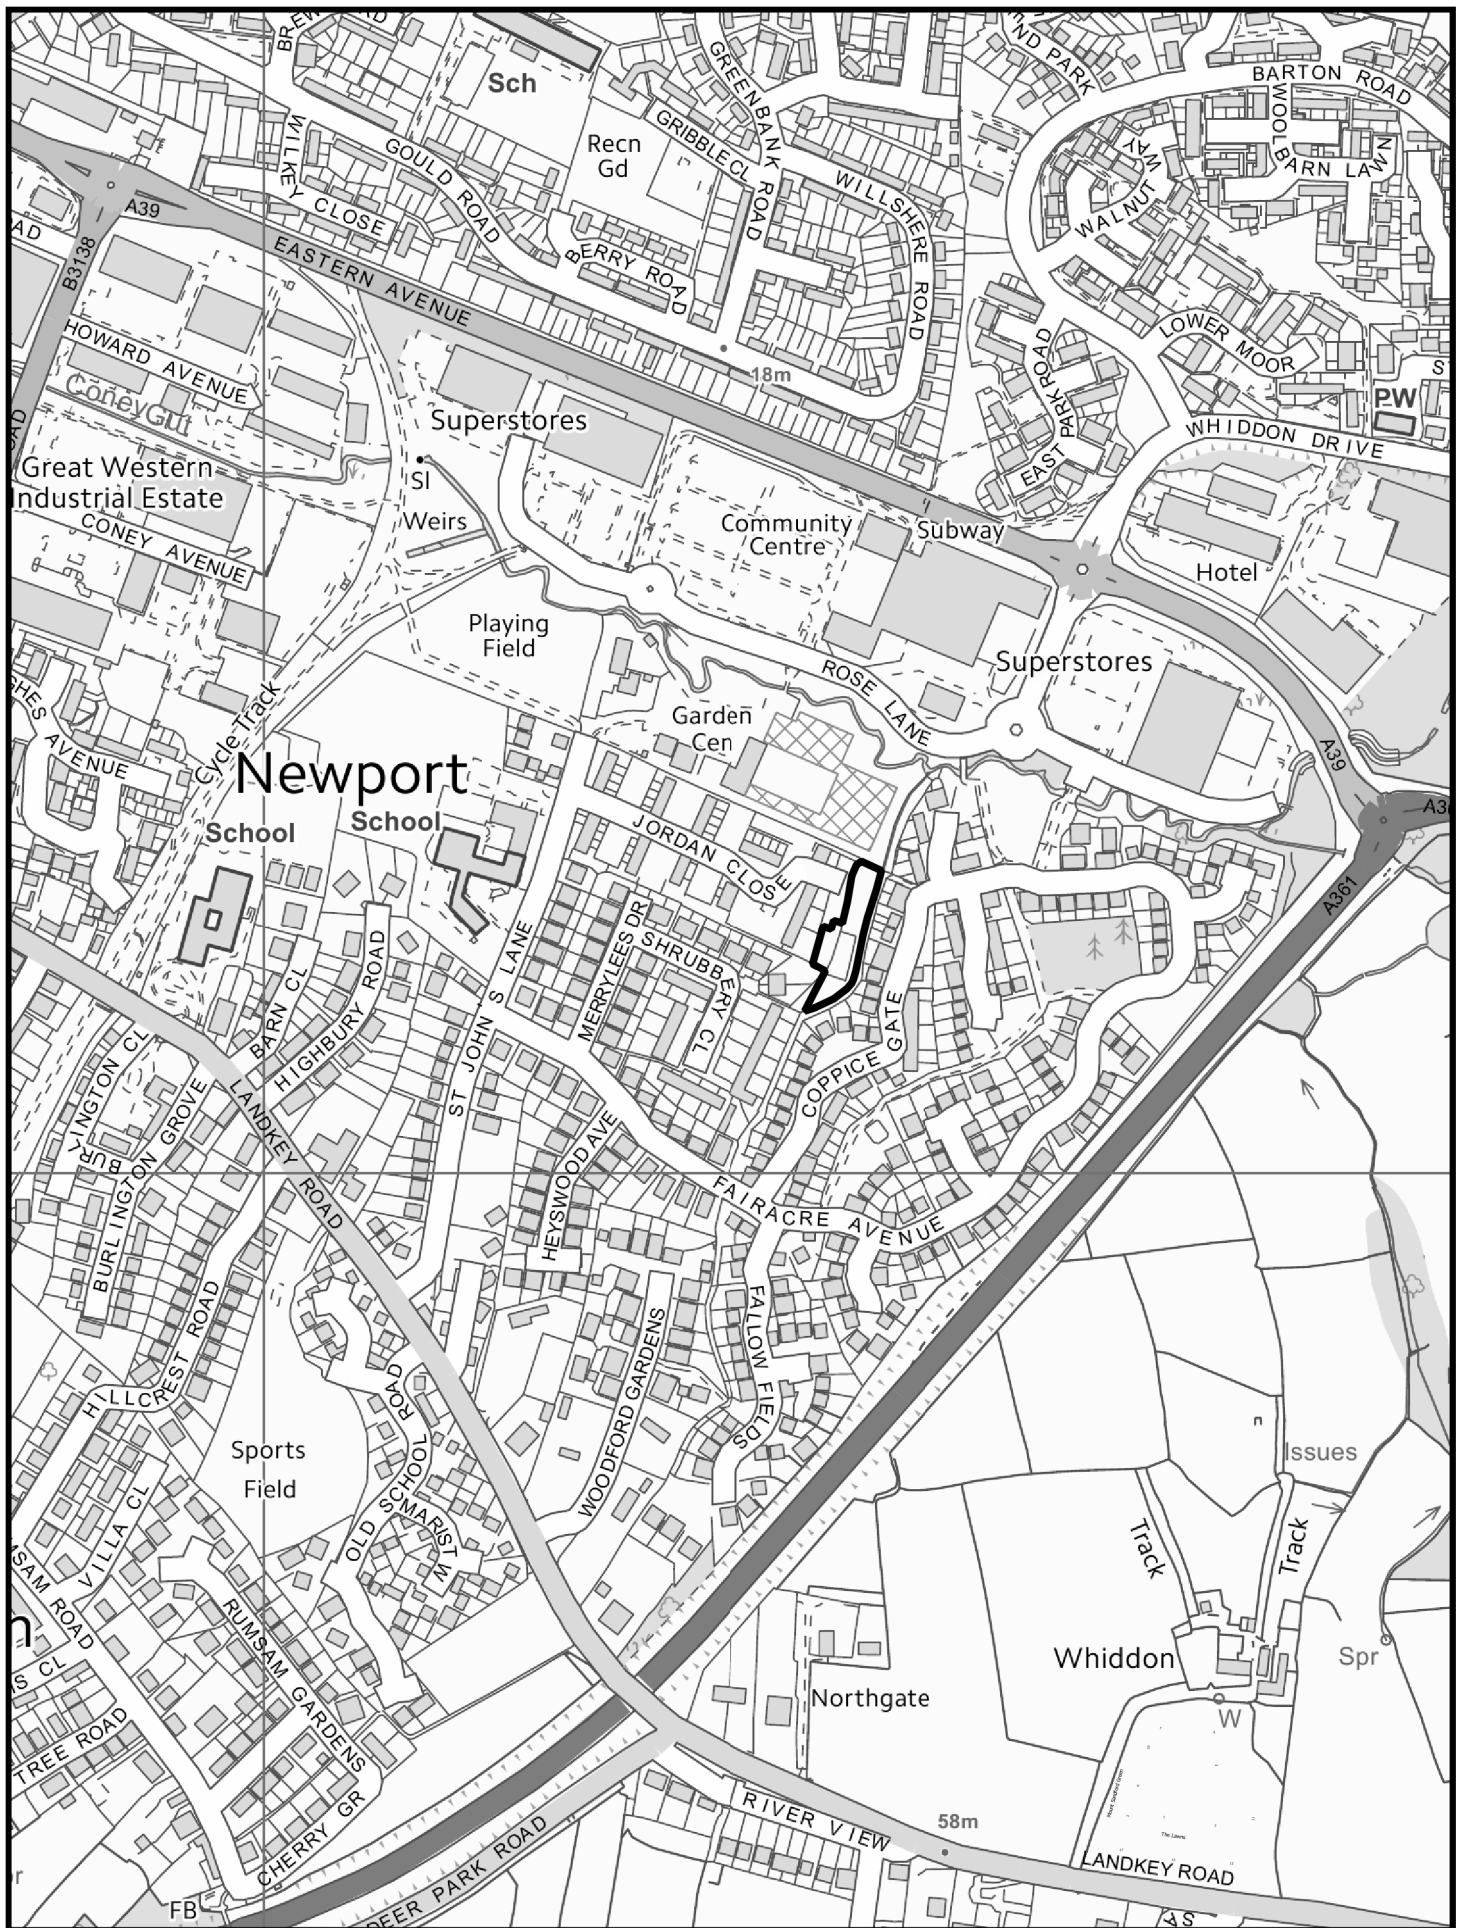 Sch
GREENBANK ROAD
BARTON ROAD
GRIBBLE CL
Recn
Gd
WILKEY CLOSE
GOULD ROAD
WILLSHERE ROAD
WALNUT WAY
WOOLBARN LAWN
A39
B3138
EASTERN AVENUE
BERRY ROAD
HOWARD AVENUE
LOWER MOOR
18m
EAST PARK ROAD
Coney Gut
PW
WHIDDON DRIVE
Superstores
Great Western
Industrial Estate
SI
Weirs
CONEY AVENUE
Community
Centre
Subway
Hotel
Playing
Field
Superstores
ROSE LANE
Garden
Cen
Cycle Track
AVENUE
A39
Newport
School
School
JORDAN CLOSE
A361
ST JOHN S LANE
MERRYLEES DR
SHRUBBERY CL
BARN CL
HIGHBURY ROAD
COPPICE GATE
BURLINGTON CL
BURLINGTON GROVE
LANDKEY ROAD
HEYSWOOD AVE
FAIRACRE AVENUE
HILLCREST ROAD
FALLOW FIELDS
WOODFORD GARDENS
OLD SCHOOL ROAD
MARIST W
Sports
Field
VILLA CL
RUMSAM GARDENS
Issues
Track
Track
Whiddon
Spr
W
Northgate
TREE ROAD
CHERRY GR
RIVER VIEW
58m
LANDKEY ROAD
DEER PARK ROAD
FB
The Lawns